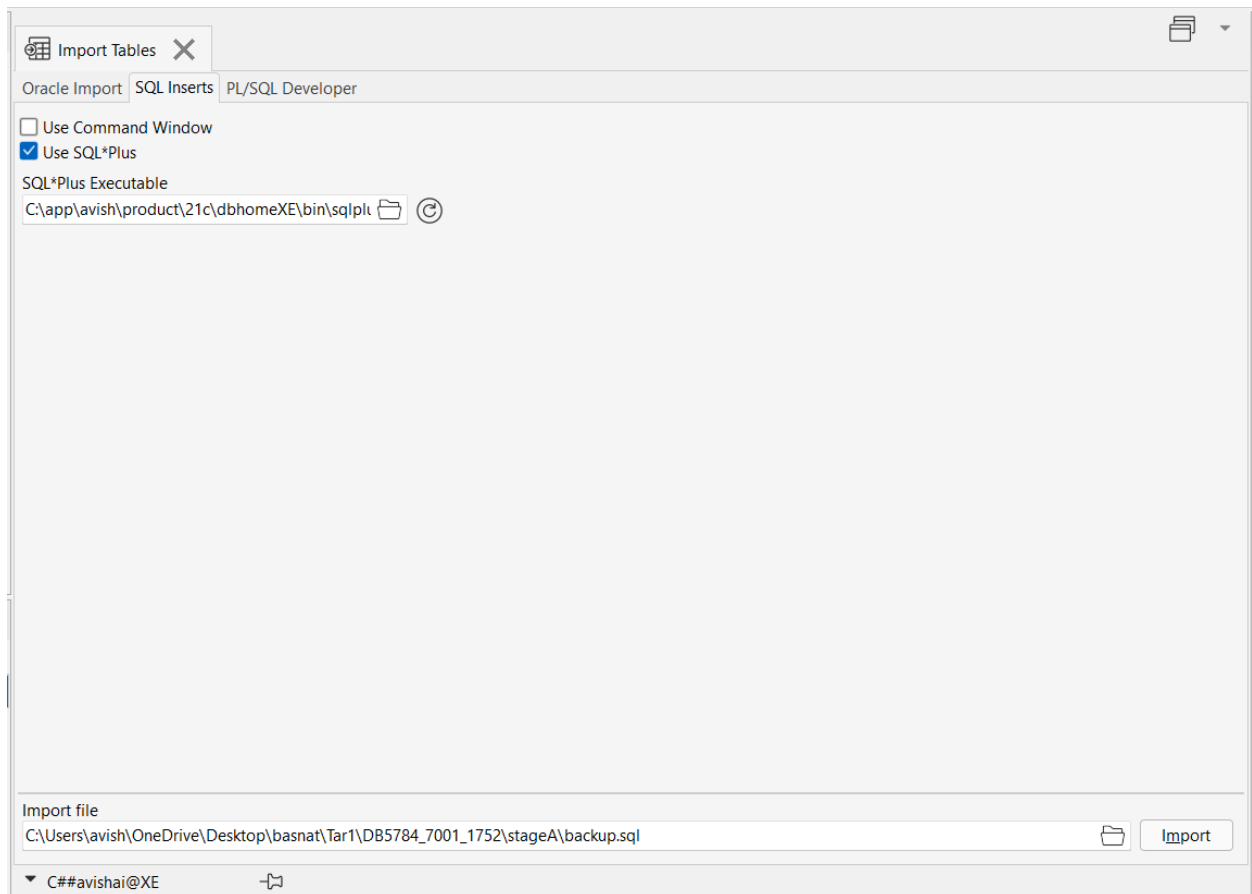 Import Tables
Oracle Import SQL Inserts PL/SQL Developer
Use Command Window
Use SQL*Plus
SQL*Plus Executable
C:\app\avish\product\21c\dbhomeXE\bin\sqlplu
Import file
C:\Users\avish\OneDrive\Desktop\basnat\Tar1\DB5784_7001_1752\stageA\backup.sql Import
C##avishai@XE